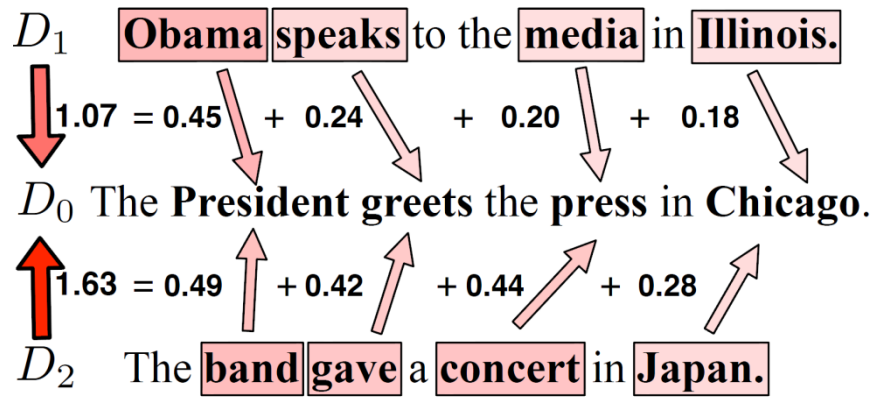 D₁ Obama speaks to the media in Illinois.
1.07 = 0.45 + 0.24 + 0.20 + 0.18
D₀ The President greets the press in Chicago.
1.63 = 0.49 + 0.42 + 0.44 + 0.28
D₂ The band gave a concert in Japan.